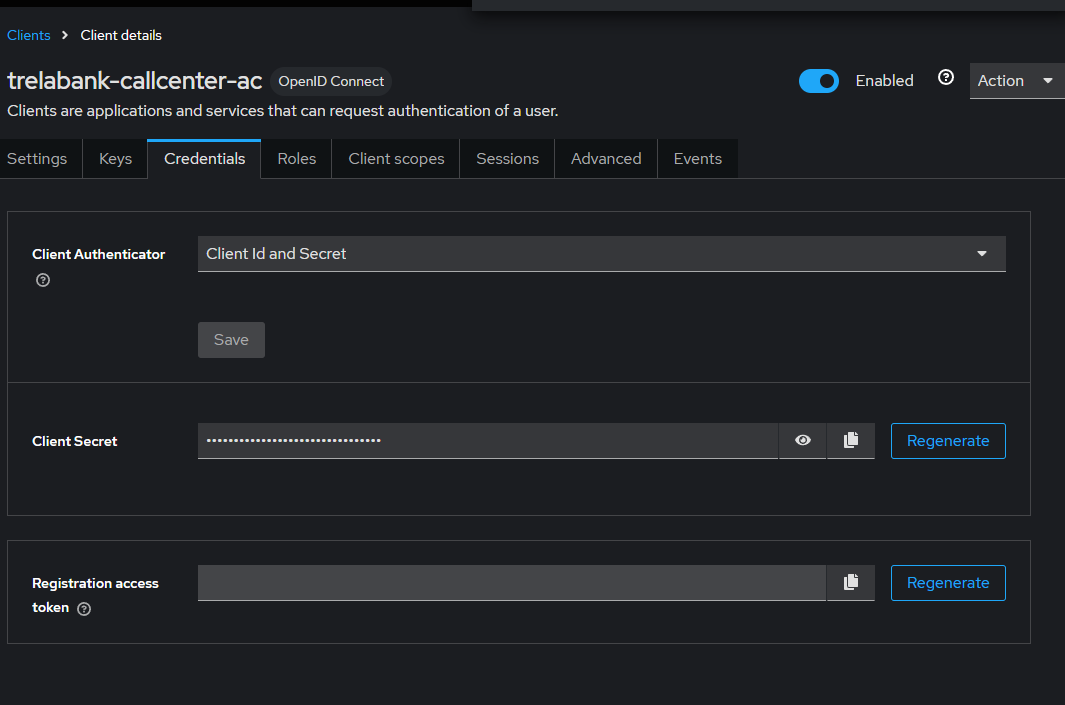 Clients > Client details
trelabank-callcenter-ac OpenID Connect Enabled Action
Clients are applications and services that can request authentication of a user.
Settings Keys Credentials Roles Client scopes Sessions Advanced Events
Client Authenticator Client Id and Secret
Save
Client Secret •••••••••••••••••••••••••••••••• Regenerate
Registration access token Regenerate